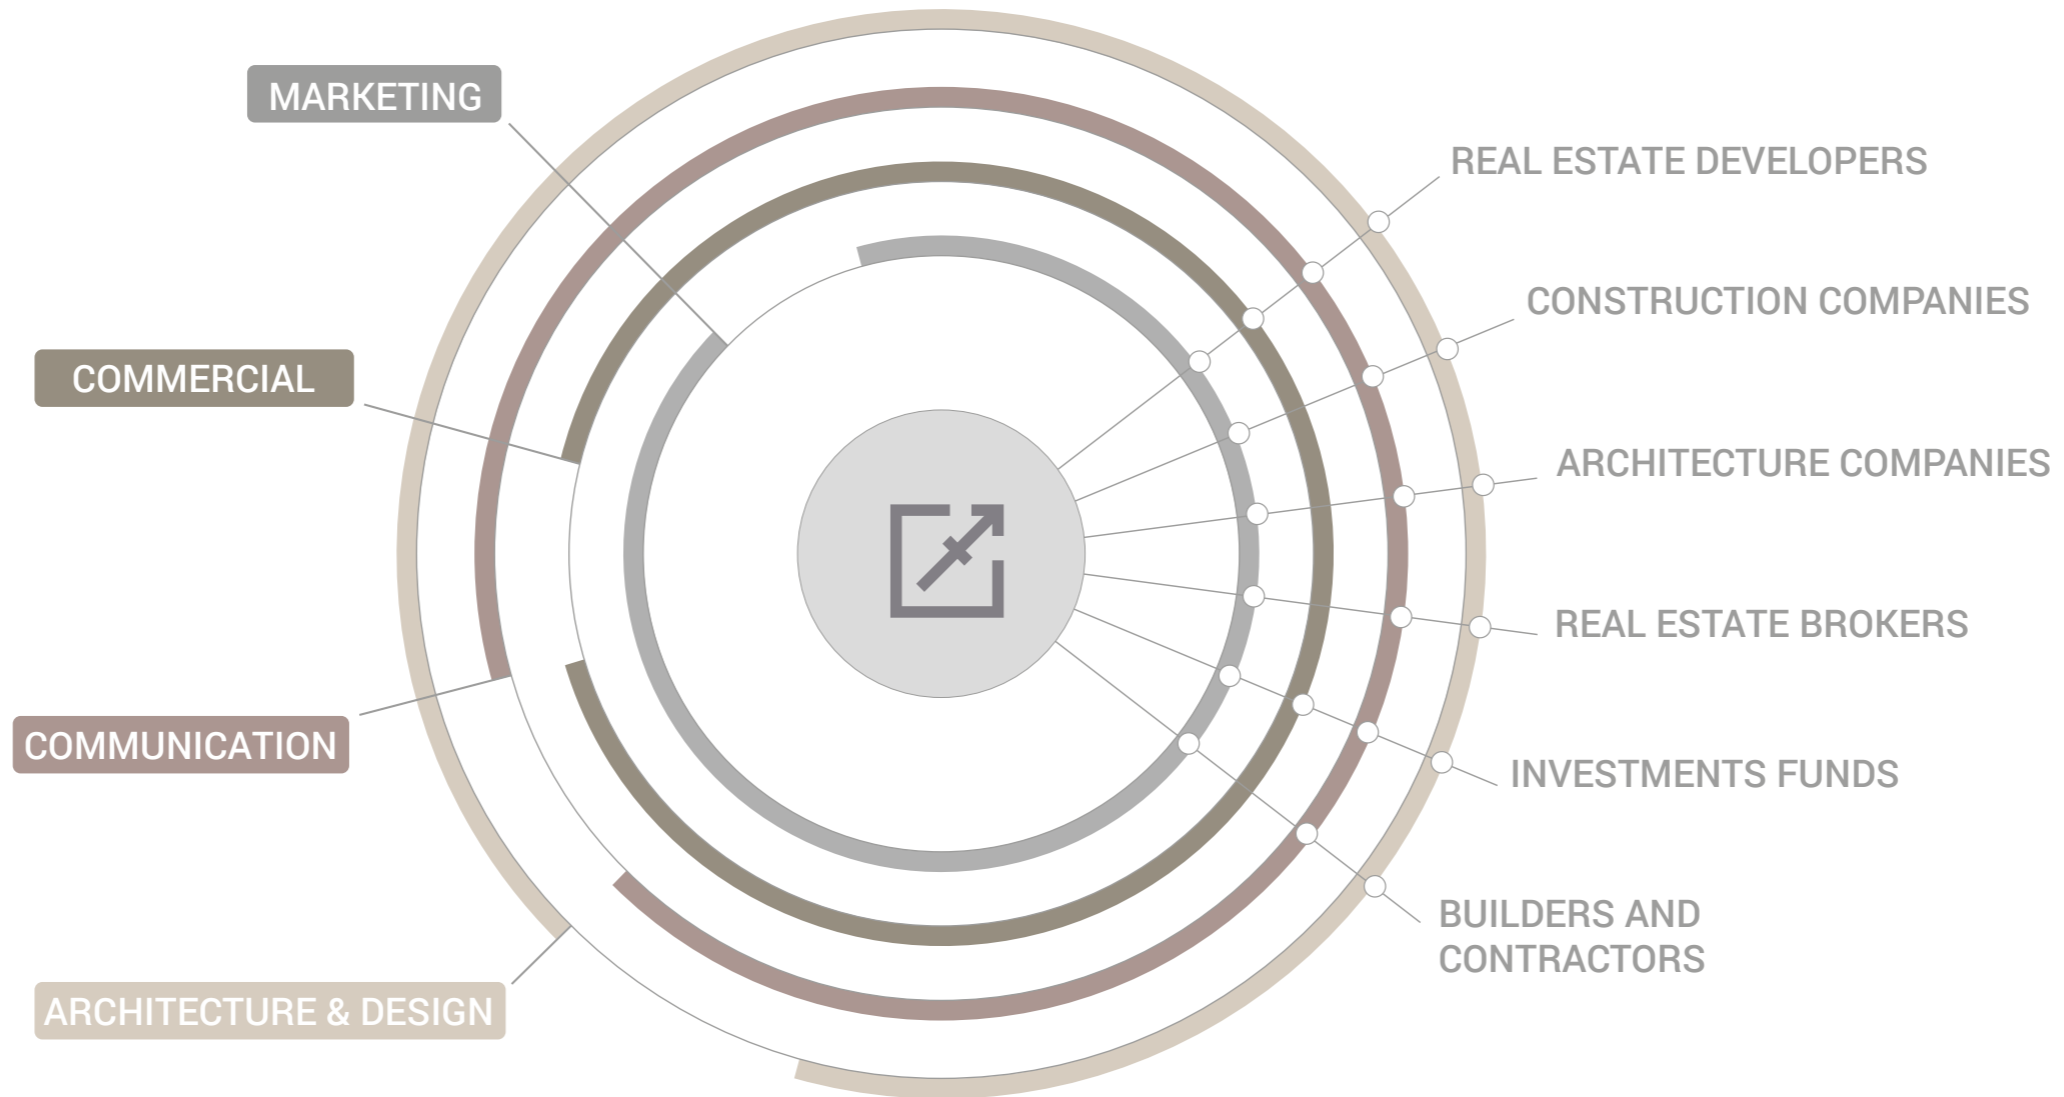 MARKETING
COMMERCIAL
COMMUNICATION
ARCHITECTURE & DESIGN
REAL ESTATE DEVELOPERS
CONSTRUCTION COMPANIES
ARCHITECTURE COMPANIES
REAL ESTATE BROKERS
INVESTMENTS FUNDS
BUILDERS AND
CONTRACTORS